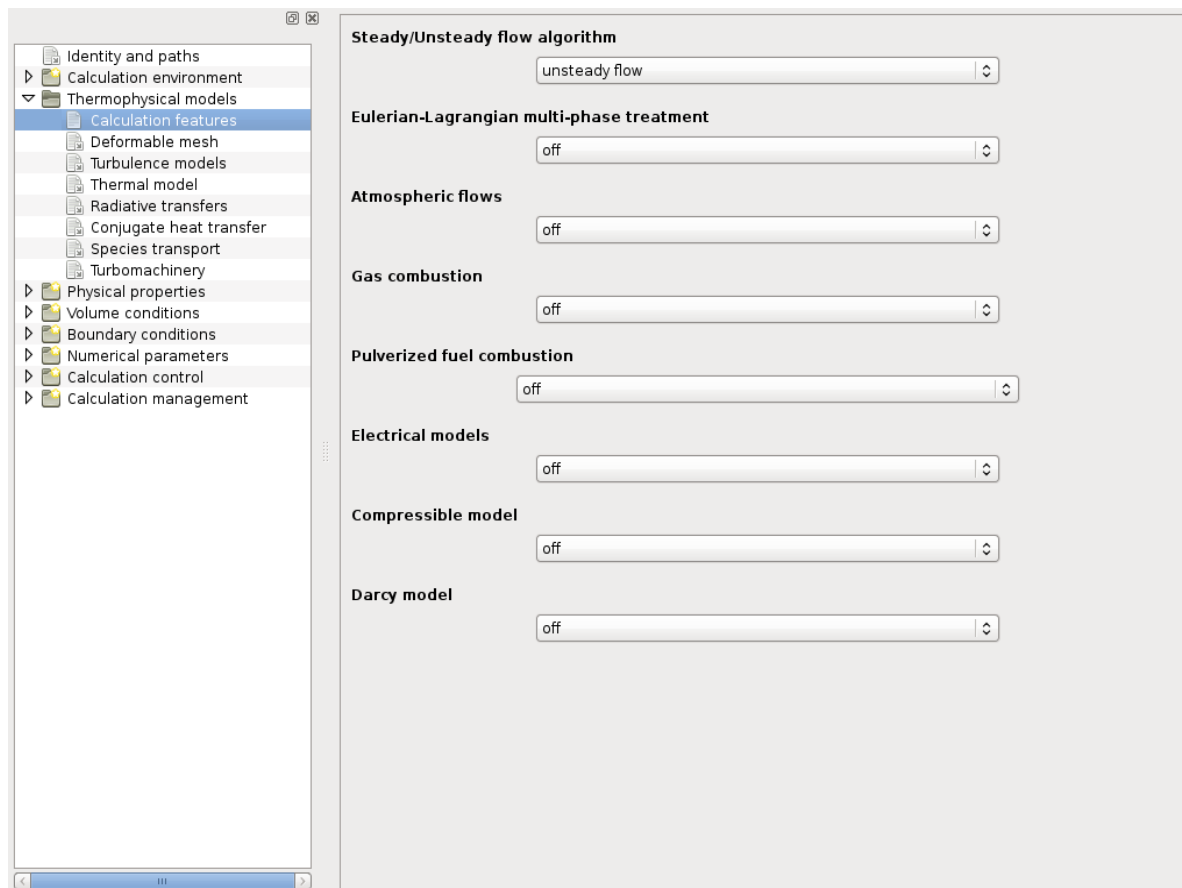 Identity and paths
Calculation environment
Thermophysical models
Calculation features
Deformable mesh
Turbulence models
Thermal model
Radiative transfers
Conjugate heat transfer
Species transport
Turbomachinery
Physical properties
Volume conditions
Boundary conditions
Numerical parameters
Calculation control
Calculation management
Steady/Unsteady flow algorithm
unsteady flow
Eulerian-Lagrangian multi-phase treatment
off
Atmospheric flows
off
Gas combustion
off
Pulverized fuel combustion
off
Electrical models
off
Compressible model
off
Darcy model
off